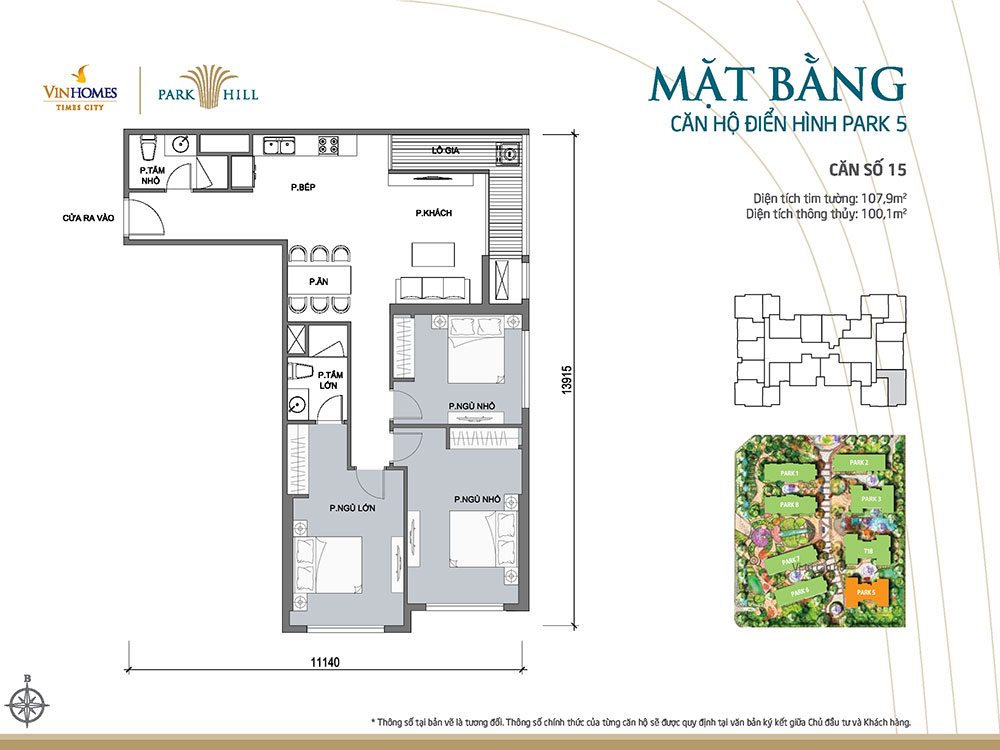 VINHOMES
TIMES CITY
PARK HILL
MẶT BẰNG
CĂN HỘ ĐIỂN HÌNH PARK 5
CĂN SỐ 15
Diện tích tim tường: 107,9m²
Diện tích thông thủy: 100,1m²
P.TẮM
NHỎ
LÔ GIA
P.BẾP
P.KHÁCH
CỬA RA VÀO
P.ĂN
P.TẮM
LỚN
P.NGỦ NHỎ
P.NGỦ NHỎ
P.NGỦ LỚN
13915
11140
PARK 1
PARK 2
PARK 8
PARK 3
T18
PARK 7
PARK 6
PARK 5
B
* Thông số tại bản vẽ là tương đối. Thông số chính thức của từng căn hộ sẽ được quy định tại văn bản ký kết giữa Chủ đầu tư và Khách hàng.